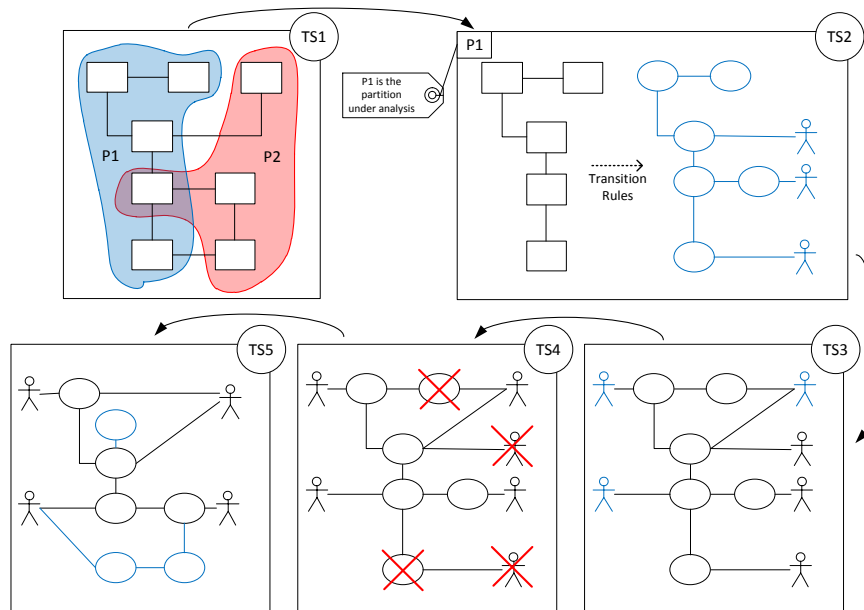 TS1
P1
P2
P1 is the
partition
under analysis
P1
TS2
Transition
Rules
TS5
TS4
TS3